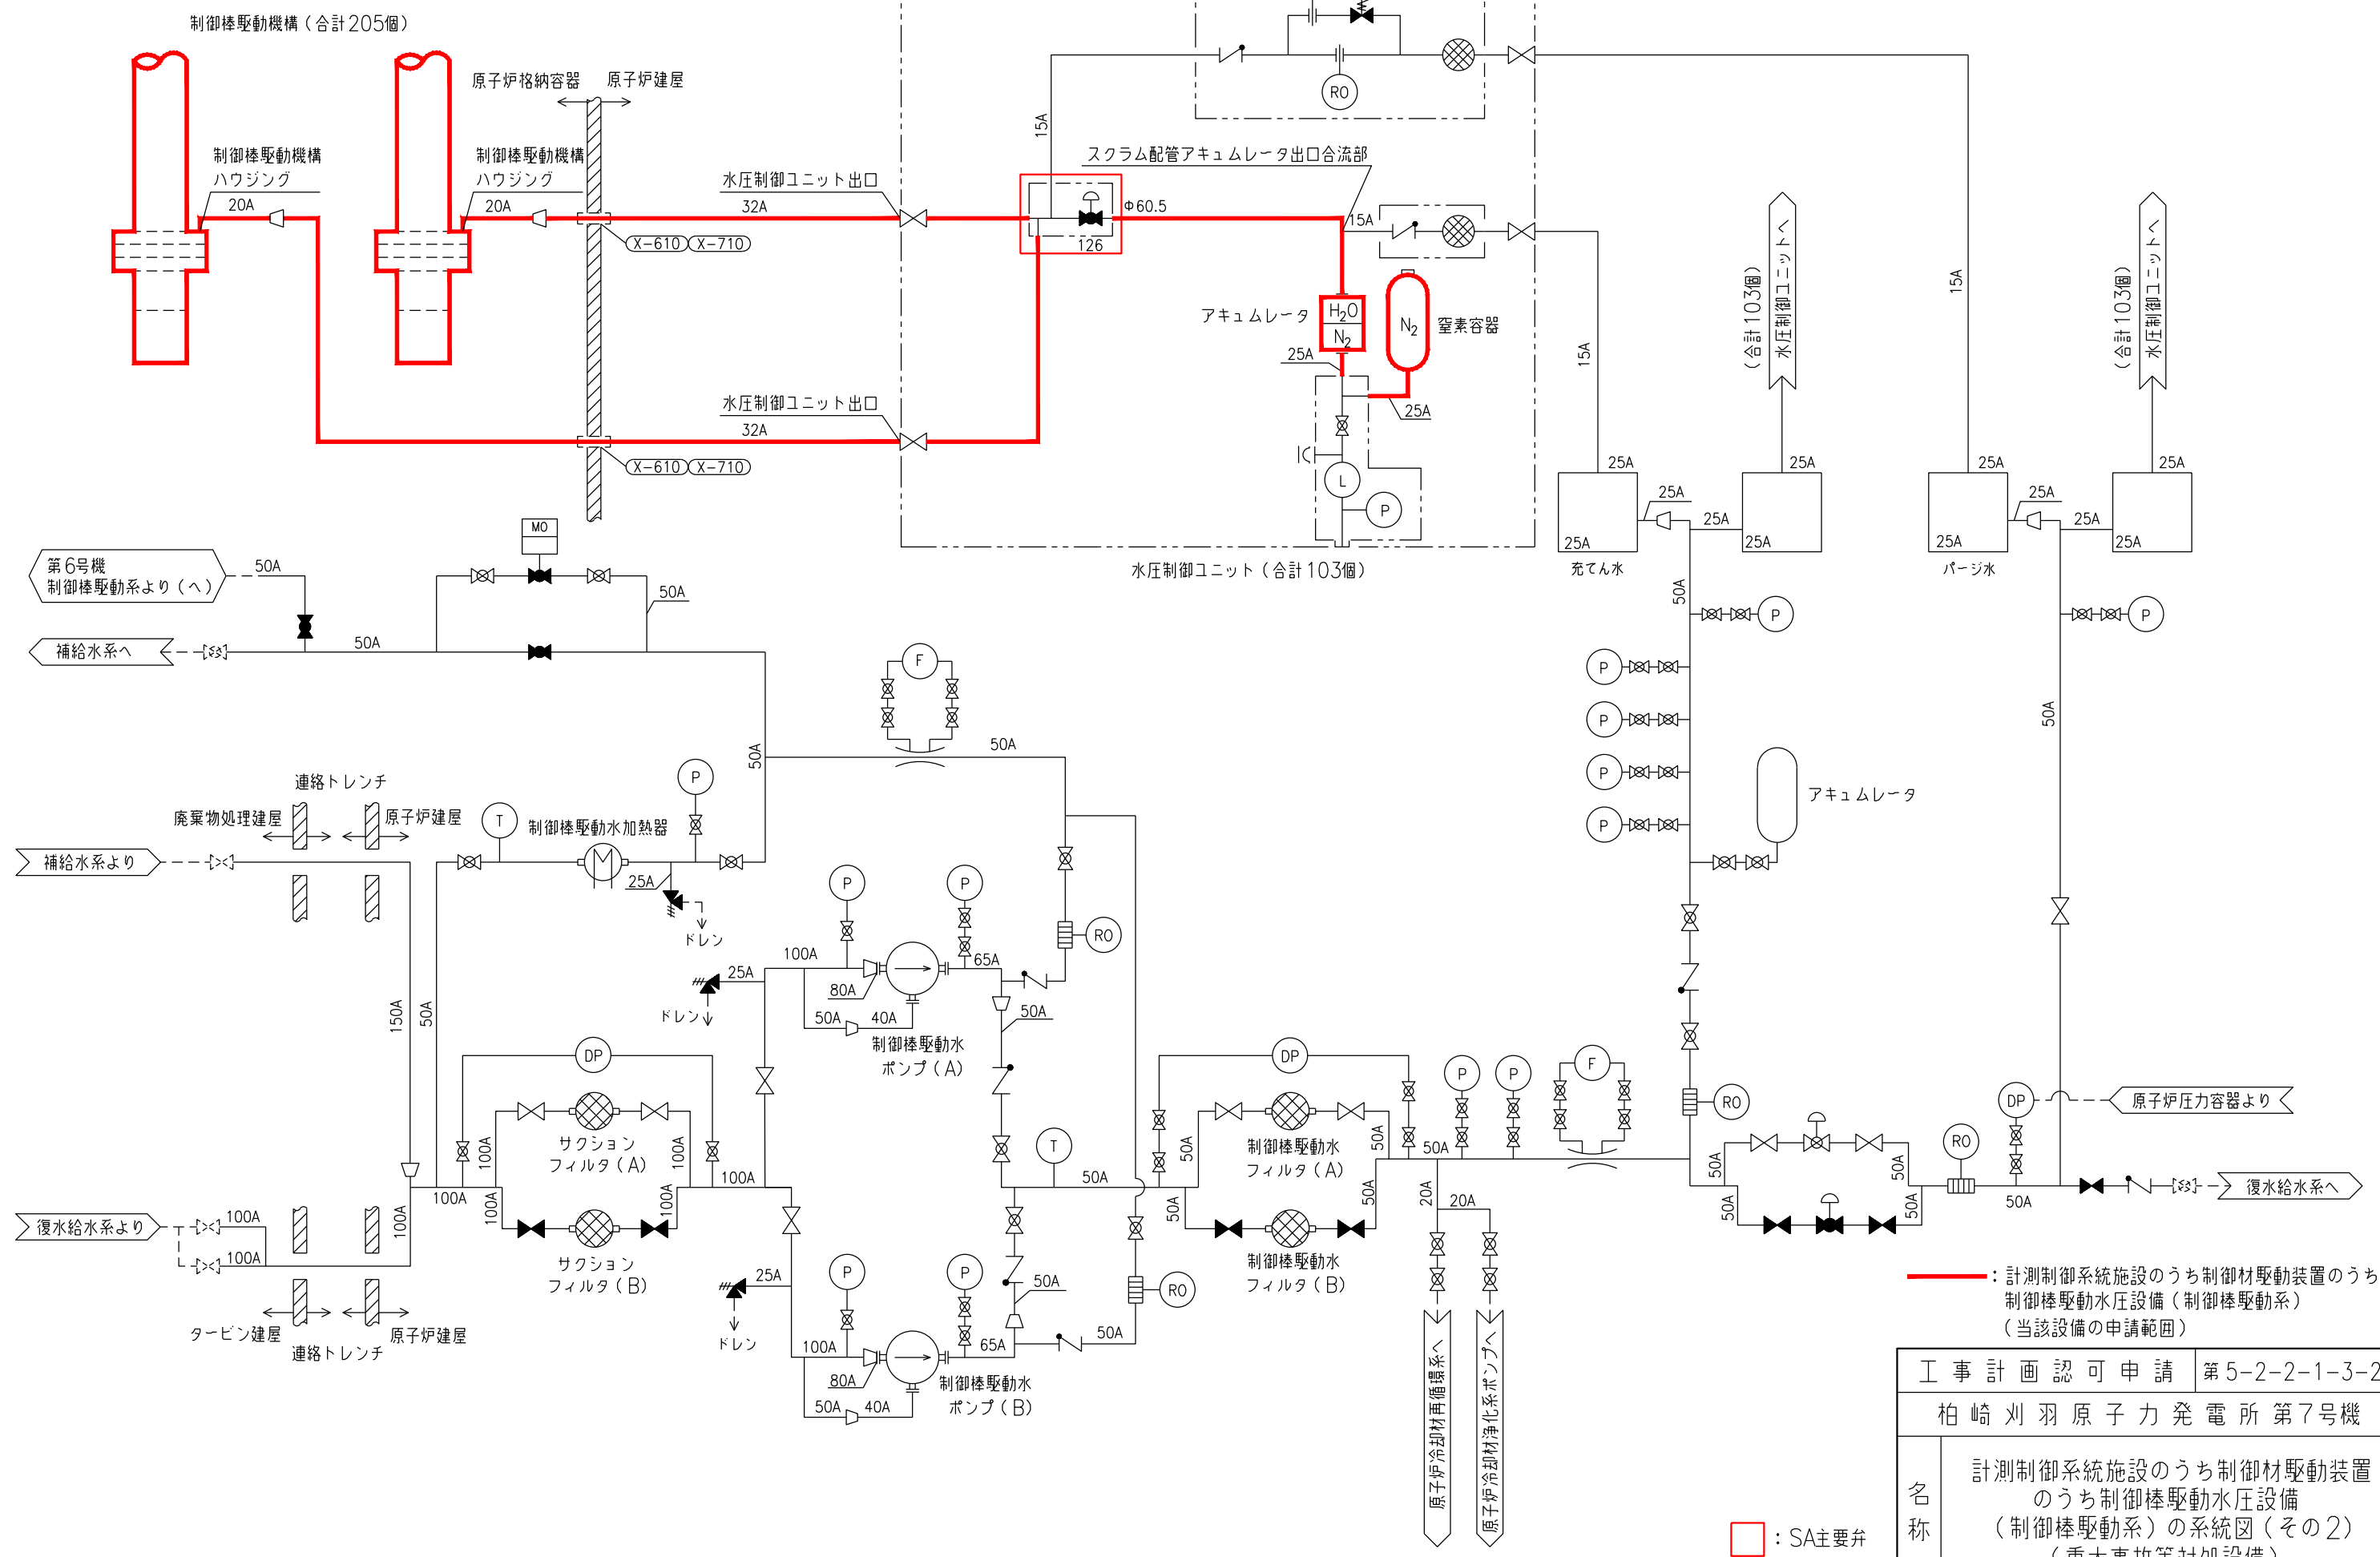 制御棒駆動機構(合計205個)
原子炉格納容器
原子炉建屋
制御棒駆動機構
ハウジング
20A
制御棒駆動機構
ハウジング
20A
水圧制御ユニット出口
32A
X-610
X-710
水圧制御ユニット出口
32A
X-610
X-710
RO
15A
スクラム配管アキュムレータ出口合流部
126
Φ60.5
15A
アキュムレータ
H2O
N2
N2
窒素容器
25A
25A
L
P
水圧制御ユニット(合計103個)
15A
15A
(合計103個)
水圧制御ユニットへ
(合計103個)
水圧制御ユニットへ
25A
25A
25A
25A
25A
25A
充てん水
25A
25A
25A
25A
25A
25A
パージ水
第6号機
制御棒駆動系より(へ)
50A
MO
50A
補給水系へ
50A
50A
F
50A
50A
P
P
P
P
P
P
50A
アキュムレータ
連絡トレンチ
廃棄物処理建屋
原子炉建屋
補給水系より
T
制御棒駆動水加熱器
P
25A
ドレン
150A
50A
P
P
100A
65A
25A
80A
ドレン
50A
40A
制御棒駆動水
ポンプ(A)
50A
RO
DP
100A
サクション
フィルタ(A)
100A
100A
100A
100A
100A
サクション
フィルタ(B)
100A
復水給水系より
100A
100A
100A
タービン建屋
連絡トレンチ
原子炉建屋
25A
ドレン
P
P
100A
65A
80A
50A
40A
制御棒駆動水
ポンプ(B)
50A
50A
RO
T
50A
DP
50A
制御棒駆動水
フィルタ(A)
50A
50A
制御棒駆動水
フィルタ(B)
50A
50A
P
P
F
20A
20A
原子炉冷却材再循環系へ
原子炉冷却材浄化系ポンプへ
RO
50A
50A
50A
50A
RO
DP
原子炉圧力容器より
50A
復水給水系へ
:計測制御系統施設のうち制御材駆動装置のうち
制御棒駆動水圧設備(制御棒駆動系)
(当該設備の申請範囲)
工事計画認可申請
第5-2-2-1-3-2
柏崎刈羽原子力発電所第7号機
名称
計測制御系統施設のうち制御材駆動装置
のうち制御棒駆動水圧設備
(制御棒駆動系)の系統図(その2)
(重大事故等対処設備)
:SA主要弁